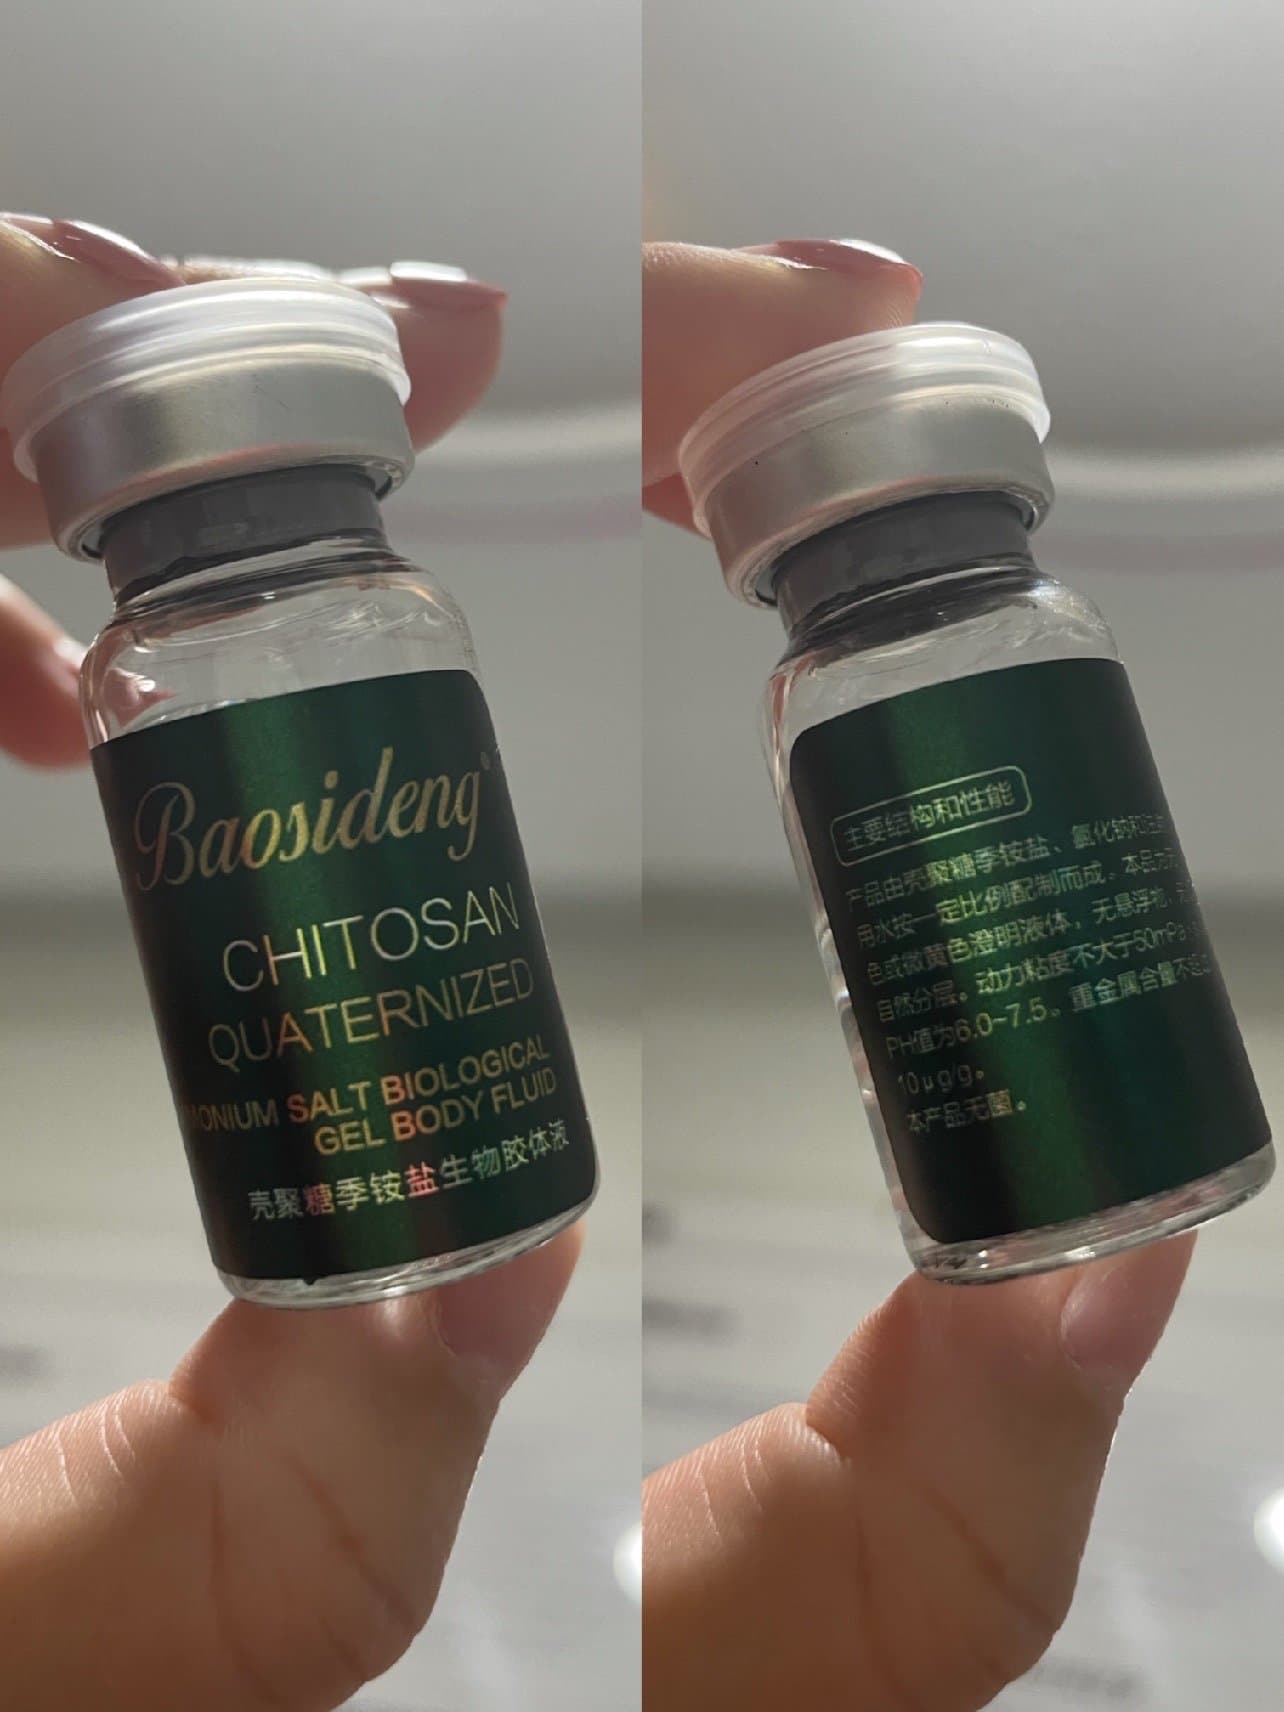 Baosideng®
CHITOSAN
QUATERNIZED
MONIUM SALT BIOLOGICAL
GEL BODY FLUID
壳聚糖季铵盐生物胶体液
主要结构和性能
产品由壳聚糖季铵盐、氯化钠和注射
用水按一定比例配制而成。本品为无
色或微黄色澄明液体，无悬浮物，
自然分层。动力粘度不大于50mPa·s
PH值为6.0~7.5。重金属含量不
10μg/g。
本产品无菌。